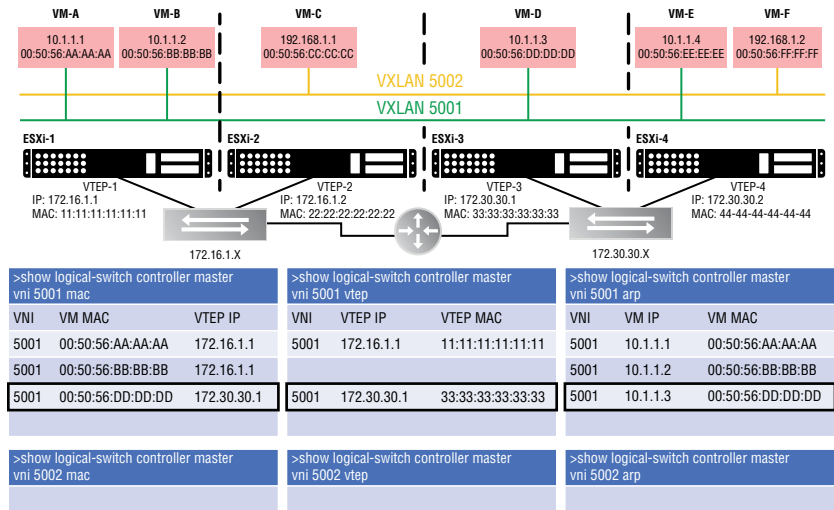 VM-A VM-B VM-C VM-D VM-E VM-F
10.1.1.1 10.1.1.2 192.168.1.1 10.1.1.3 10.1.1.4 192.168.1.2
00:50:56:AA:AA:AA 00:50:56:BB:BB:BB 00:50:56:CC:CC:CC 00:50:56:DD:DD:DD 00:50:56:EE:EE:EE 00:50:56:FF:FF:FF
VXLAN 5002
VXLAN 5001
ESXi-1 ESXi-2 ESXi-3 ESXi-4
VTEP-1 VTEP-2 VTEP-3 VTEP-4
IP: 172.16.1.1 IP: 172.16.1.2 IP: 172.30.30.1 IP: 172.30.30.2
MAC: 11:11:11:11:11:11 MAC: 22:22:22:22:22:22 MAC: 33:33:33:33:33:33 MAC: 44-44-44-44-44-44
172.16.1.X 172.30.30.X
>show logical-switch controller master
vni 5001 mac
VNI VM MAC VTEP IP
5001 00:50:56:AA:AA:AA 172.16.1.1
5001 00:50:56:BB:BB:BB 172.16.1.1
5001 00:50:56:DD:DD:DD 172.30.30.1
>show logical-switch controller master
vni 5001 vtep
VNI VTEP IP VTEP MAC
5001 172.16.1.1 11:11:11:11:11:11
5001 172.30.30.1 33:33:33:33:33:33
>show logical-switch controller master
vni 5001 arp
VNI VM IP VM MAC
5001 10.1.1.1 00:50:56:AA:AA:AA
5001 10.1.1.2 00:50:56:BB:BB:BB
5001 10.1.1.3 00:50:56:DD:DD:DD
>show logical-switch controller master
vni 5002 mac
>show logical-switch controller master
vni 5002 vtep
>show logical-switch controller master
vni 5002 arp